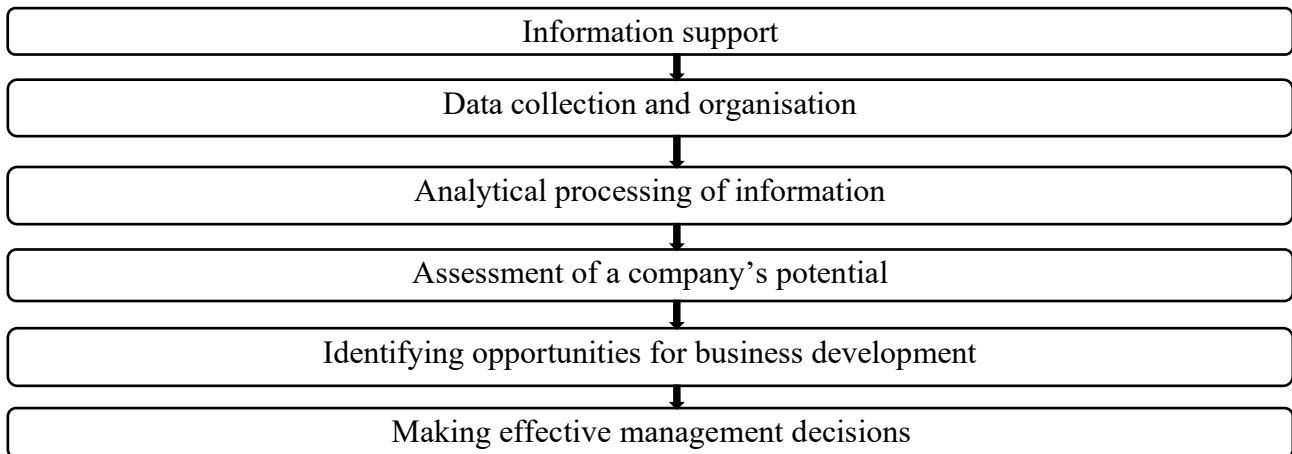 Information support
Data collection and organisation
Analytical processing of information
Assessment of a company’s potential
Identifying opportunities for business development
Making effective management decisions